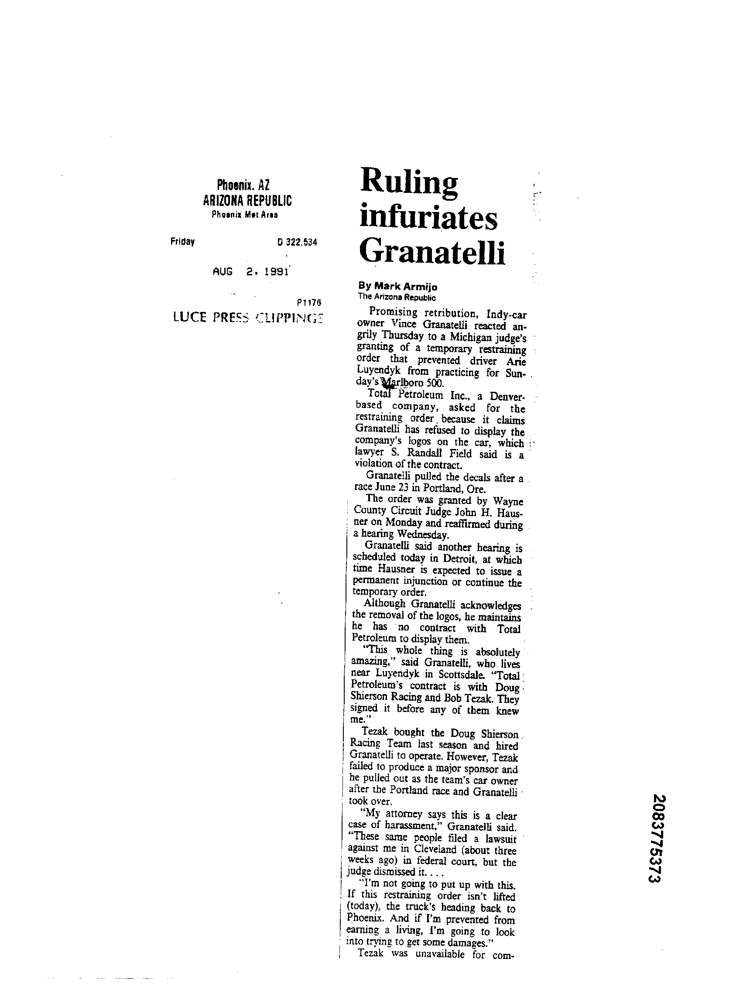 Phoenix, AZ
ARIZONA REPUBLIC
Phoenix Met Area
Friday D 322,534
AUG 2, 1991
P1176
LUCE PRESS CLIPPINGS
Ruling
infuriates
Granatelli
By Mark Armijo
The Arizona Republic
Promising retribution, Indy-car
owner Vince Granatelli reacted an-
grily Thursday to a Michigan judge's
granting of a temporary restraining
order that prevented driver Arie
Luyendyk from practicing for Sun-
day's Marlboro 500.
Total Petroleum Inc., a Denver-
based company, asked for the
restraining order because it claims
Granatelli has refused to display the
company's logos on the car, which
lawyer S. Randall Field said is a
violation of the contract.
Granatelli pulled the decals after a
race June 23 in Portland, Ore.
The order was granted by Wayne
County Circuit Judge John H. Haus-
ner on Monday and reaffirmed during
a hearing Wednesday.
Granatelli said another hearing is
scheduled today in Detroit, at which
time Hausner is expected to issue a
permanent injunction or continue the
temporary order.
Although Granatelli acknowledges
the removal of the logos, he maintains
he has no contract with Total
Petroleum to display them.
"This whole thing is absolutely
amazing," said Granatelli, who lives
near Luyendyk in Scottsdale. "Total
Petroleum's contract is with Doug
Shierson Racing and Bob Tezak. They
signed it before any of them knew
me."
Tezak bought the Doug Shierson
Racing Team last season and hired
Granatelli to operate. However, Tezak
failed to produce a major sponsor and
he pulled out as the team's car owner
after the Portland race and Granatelli
took over.
"My attorney says this is a clear
case of harassment," Granatelli said.
"These same people filed a lawsuit
against me in Cleveland (about three
weeks ago) in federal court, but the
judge dismissed it. . . .
"I'm not going to put up with this.
If this restraining order isn't lifted
(today), the truck's heading back to
Phoenix. And if I'm prevented from
earning a living, I'm going to look
into trying to get some damages."
Tezak was unavailable for com-
2083775373